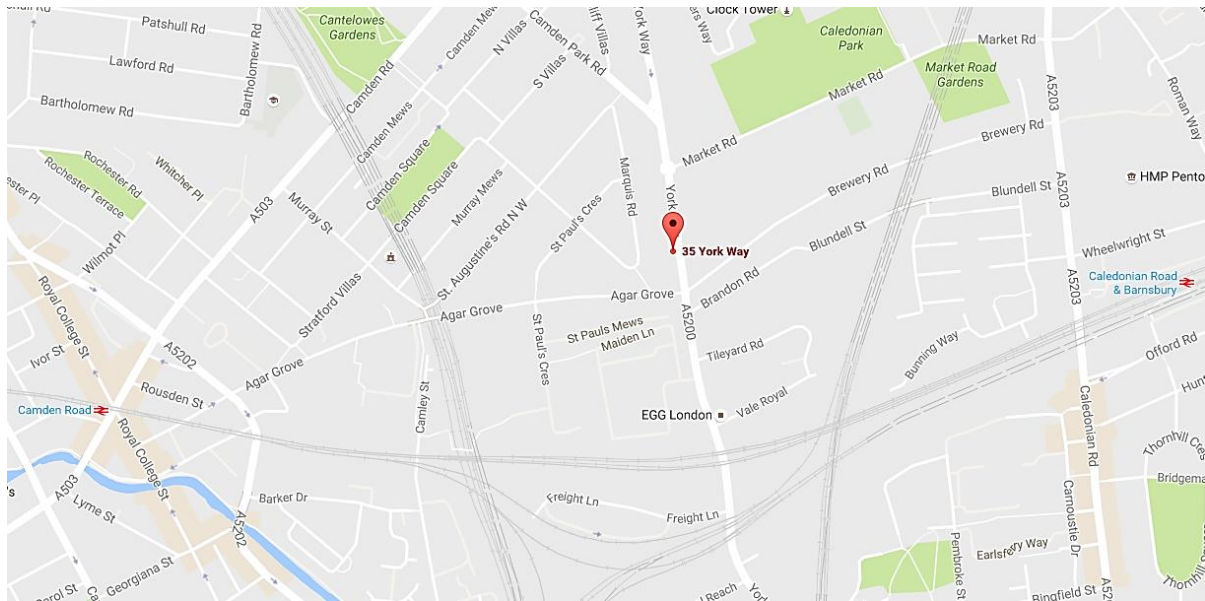 Patshull Rd
Cantelowes
Gardens
Camden Mews
N Villas
Camden Park Rd
York Way
Clock Tower
Caledonian
Park
Market Rd
A5203
Lawford Rd
Bartholomew Rd
Camden Rd
S Villas
Market Rd
Market Road
Gardens
Roman Way
Bartholomew Rd
Camden Mews
Brewery Rd
Rochester Rd
Rochester Terrace
Whitcher Pl
Camden Square
Camden Square
Murray Mews
Marquis Rd
Market Rd
Brewery Rd
Blundell St
A5203
HMP Pento
A503
Murray St
St. Augustine's Rd N W
St Paul's Cres
York
Wilmot Pl
35 York Way
Blundell St
Wheelwright St
Royal College St
Stratford Villas
Agar Grove
Agar Grove
Brandon Rd
A5203
Caledonian Road
& Barnsbury
Ivor St
A5202
St Paul's Cres
St Pauls Mews
Maiden Ln
A5200
Tileyard Rd
Bunning Way
Offord Rd
Rousden St
Agar Grove
Camley St
EGG London
Vale Royal
Camden Road
Royal College St
Caledonian Rd
Thornhill Cres
A503
Barker Dr
Freight Ln
Freight Ln
Lyme St
A5202
Georgiana St
Carnoustie Dr
Pembroke St
Bingfield St